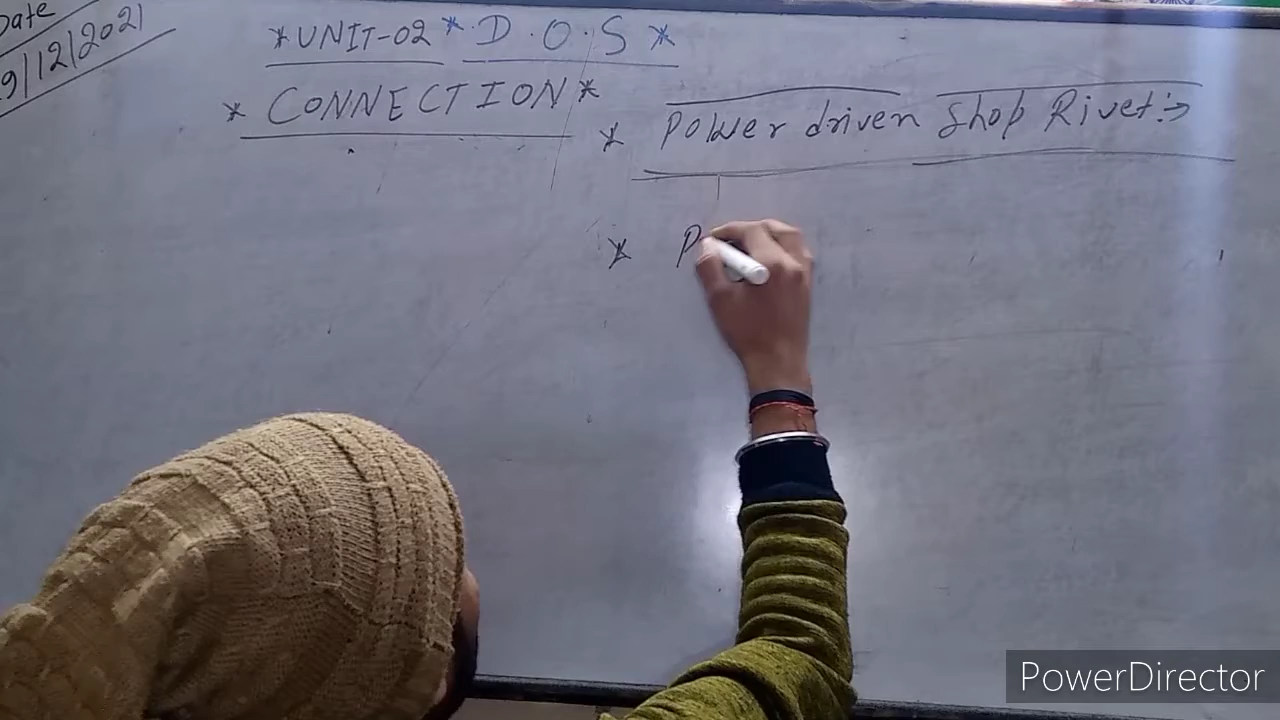 Date
9/12/2021
*UNIT-02 * D.O.S *
* CONNECTION *
* Power driven Shop Rivet:->
* P
PowerDirector